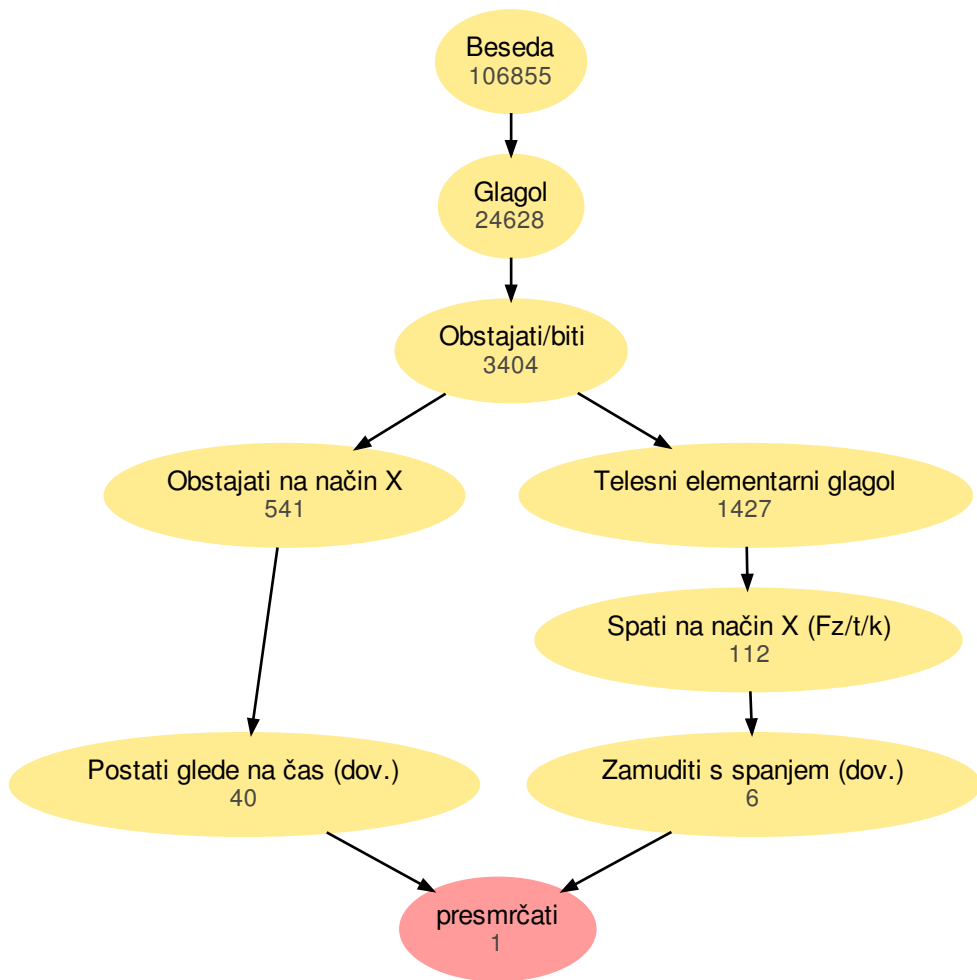 Beseda
106855
Glagol
24628
Obstajati/biti
3404
Obstajati na način X
541
Telesni elementarni glagol
1427
Spati na način X (Fz/t/k)
112
Postati glede na čas (dov.)
40
Zamuditi s spanjem (dov.)
6
presmrčati
1